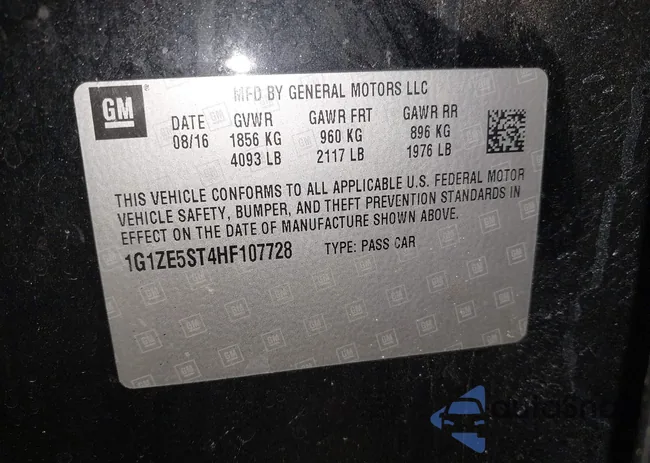 GM
MFD BY GENERAL MOTORS LLC
DATE GVWR GAWR FRT GAWR RR
08/16 1856 KG 960 KG 896 KG
4093 LB 2117 LB 1976 LB
THIS VEHICLE CONFORMS TO ALL APPLICABLE U.S. FEDERAL MOTOR
VEHICLE SAFETY, BUMPER, AND THEFT PREVENTION STANDARDS IN
EFFECT ON THE DATE OF MANUFACTURE SHOWN ABOVE.
1G1ZE5ST4HF107728 TYPE: PASS CAR